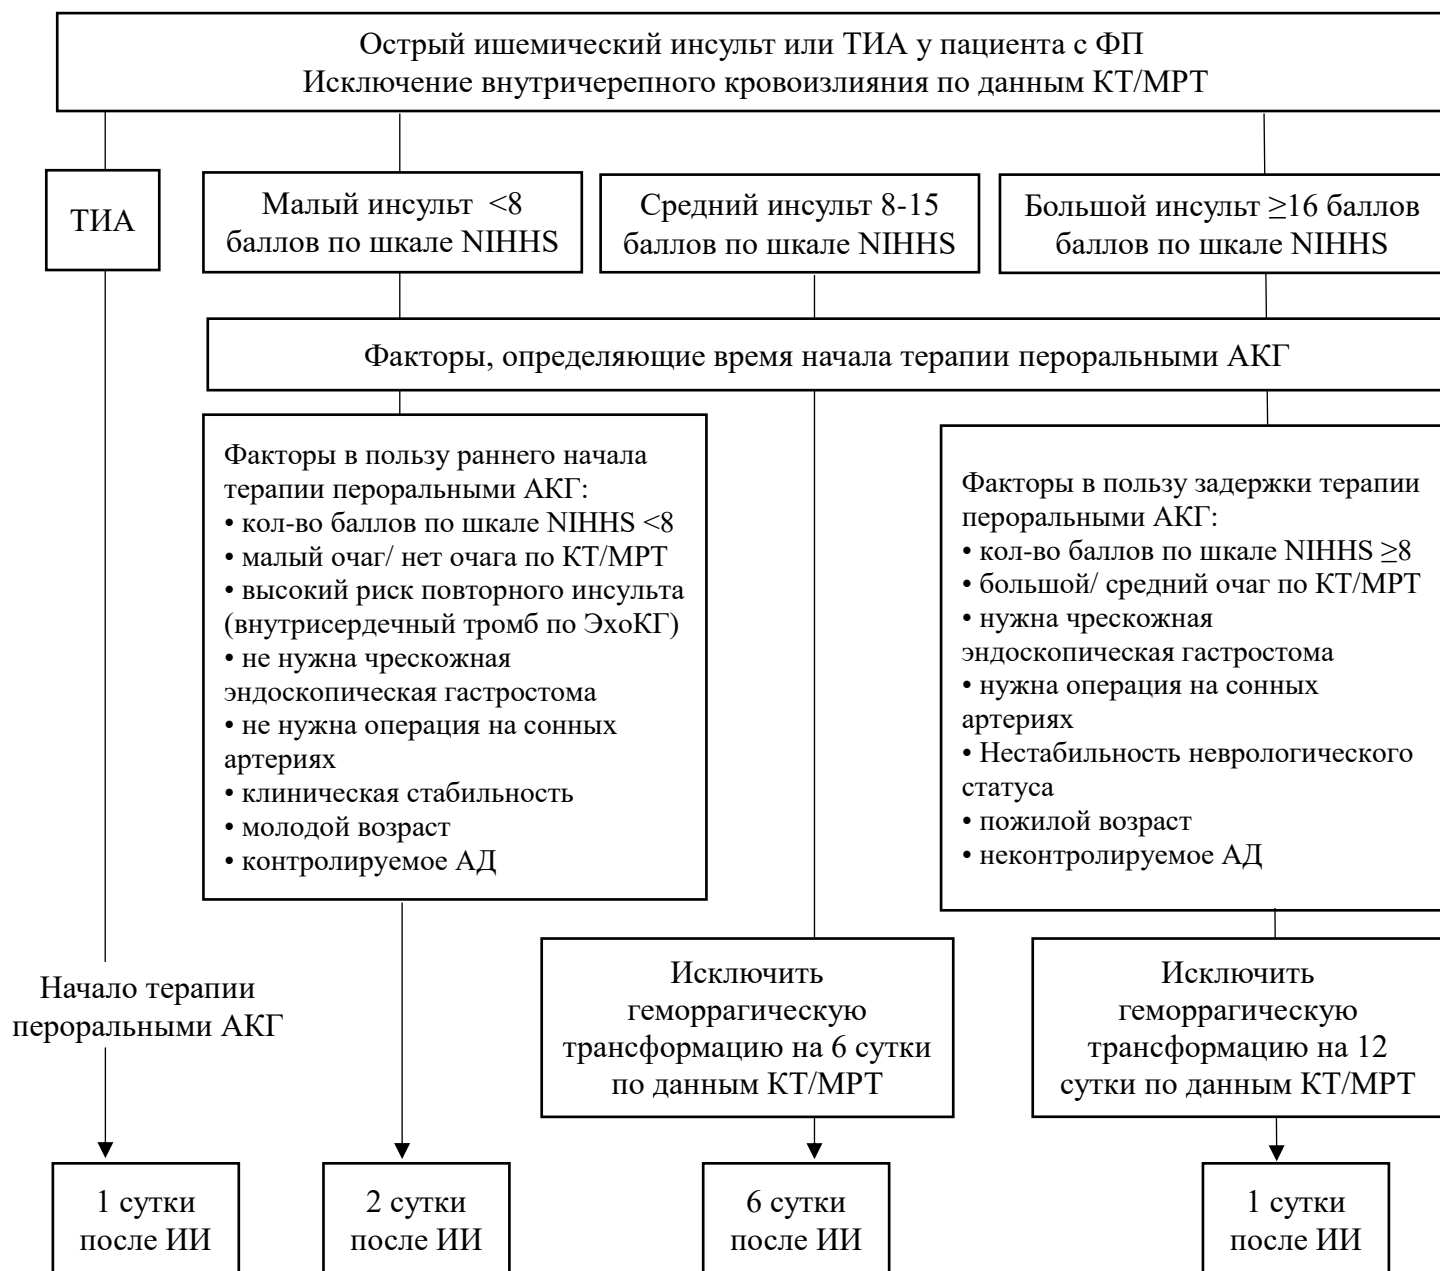 Острый ишемический инсульт или ТИА у пациента с ФП
Исключение внутричерепного кровоизлияния по данным КТ/МРТ
ТИА
Малый инсульт <8
баллов по шкале NIHHS
Средний инсульт 8-15
баллов по шкале NIHHS
Большой инсульт ≥16 баллов
баллов по шкале NIHHS
Факторы, определяющие время начала терапии пероральными АКГ
Факторы в пользу раннего начала
терапии пероральными АКГ:
• кол-во баллов по шкале NIHHS <8
• малый очаг/ нет очага по КТ/МРТ
• высокий риск повторного инсульта
(внутрисердечный тромб по ЭхоКГ)
• не нужна чрескожная
эндоскопическая гастростома
• не нужна операция на сонных
артериях
• клиническая стабильность
• молодой возраст
• контролируемое АД
Факторы в пользу задержки терапии
пероральными АКГ:
• кол-во баллов по шкале NIHHS ≥8
• большой/ средний очаг по КТ/МРТ
• нужна чрескожная
эндоскопическая гастростома
• нужна операция на сонных
артериях
• Нестабильность неврологического
статуса
• пожилой возраст
• неконтролируемое АД
Начало терапии
пероральными АКГ
Исключить
геморрагическую
трансформацию на 6 сутки
по данным КТ/МРТ
Исключить
геморрагическую
трансформацию на 12
сутки по данным КТ/МРТ
1 сутки
после ИИ
2 сутки
после ИИ
6 сутки
после ИИ
1 сутки
после ИИ